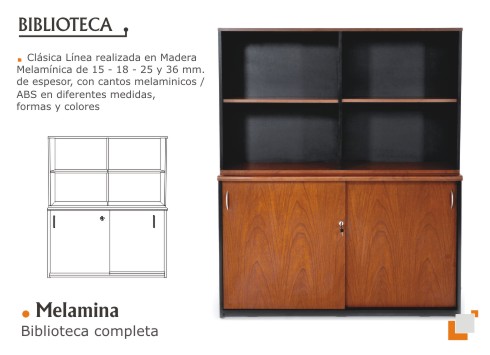 BIBLIOTECA
Clásica Línea realizada en Madera
Melamínica de 15 - 18 - 25 y 36 mm.
de espesor, con cantos melaminicos /
ABS en diferentes medidas,
formas y colores
Melamina
Biblioteca completa